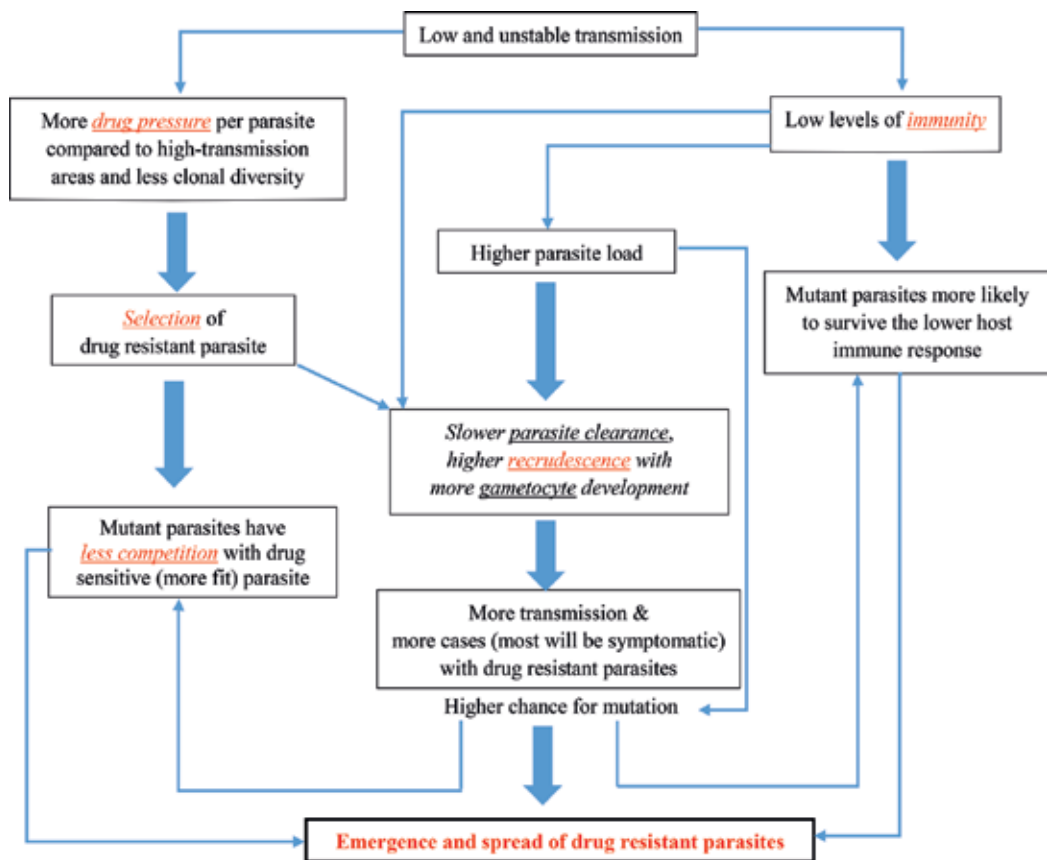 Low and unstable transmission
More drug pressure per parasite
compared to high-transmission
areas and less clonal diversity
Low levels of immunity
Higher parasite load
Mutant parasites more likely
to survive the lower host
immune response
Selection of
drug resistant parasite
Slower parasite clearance,
higher recrudescence with
more gametocyte development
Mutant parasites have
less competition with drug
sensitive (more fit) parasite
More transmission &
more cases (most will be symptomatic)
with drug resistant parasites
Higher chance for mutation
Emergence and spread of drug resistant parasites